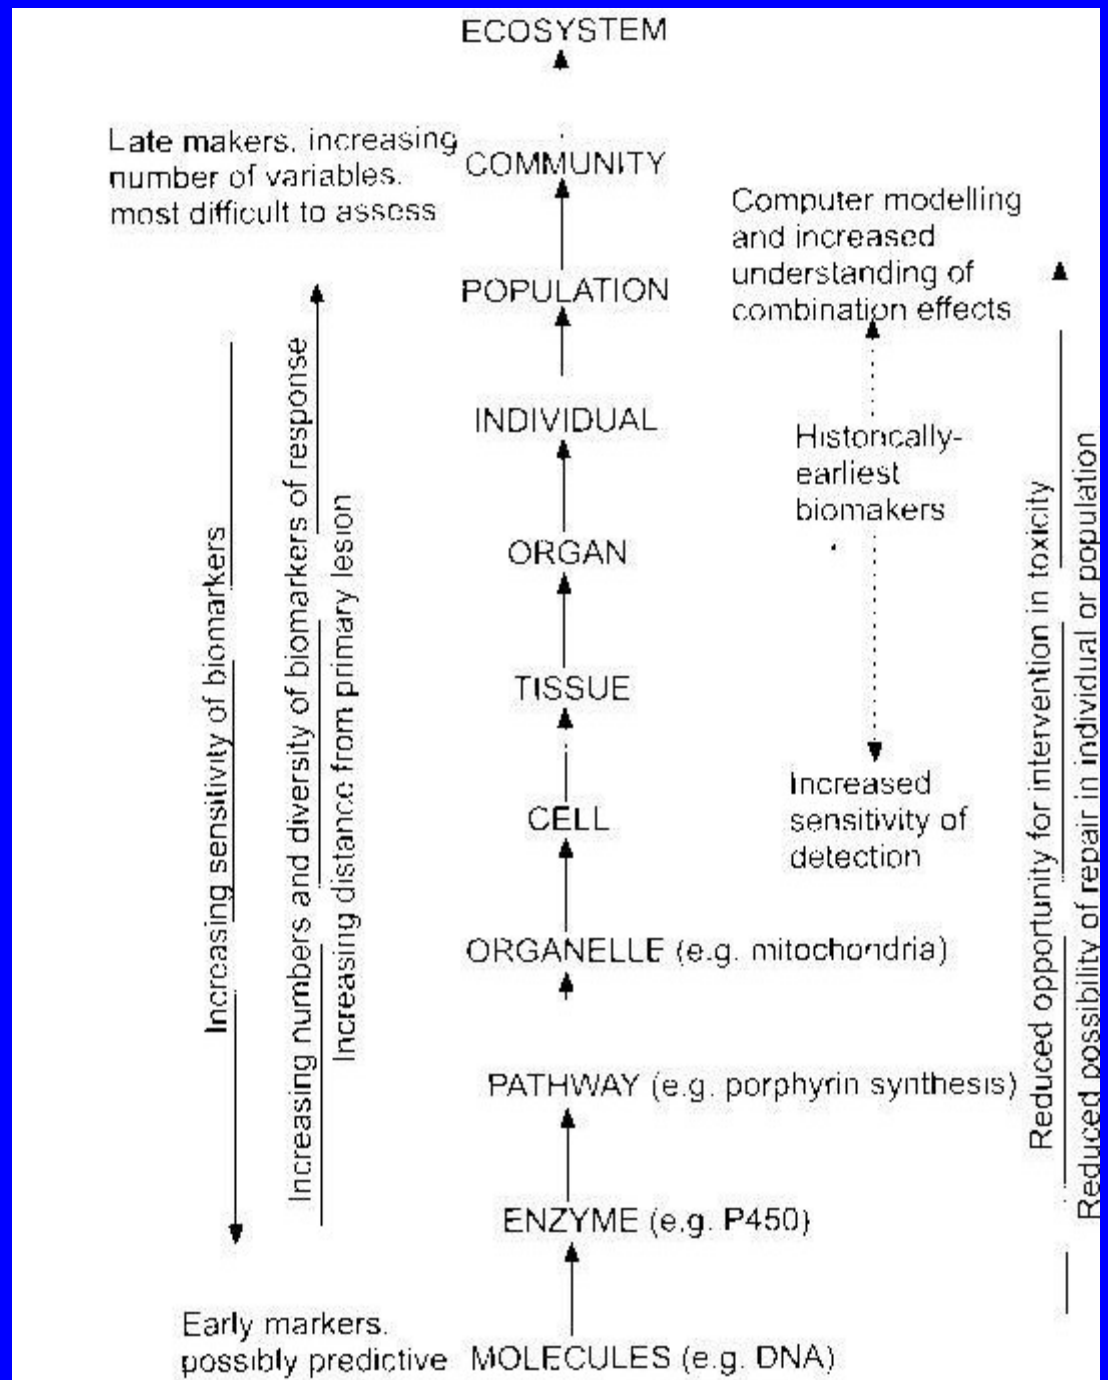 ECOSYSTEM
Late makers, increasing
number of variables,
most difficult to assess
COMMUNITY
Computer modelling
and increased
understanding of
combination effects
POPULATION
INDIVIDUAL
Historically-
earliest
biomakers
ORGAN
TISSUE
Increased
sensitivity of
detection
CELL
ORGANELLE (e.g. mitochondria)
PATHWAY (e.g. porphyrin synthesis)
ENZYME (e.g. P450)
Early markers,
possibly predictive
MOLECULES (e.g. DNA)
Increasing sensitivity of biomarkers
Increasing numbers and diversity of biomarkers of response
Increasing distance from primary lesion
Reduced opportunity for intervention in toxicity
Reduced possibility of repair in individual or population